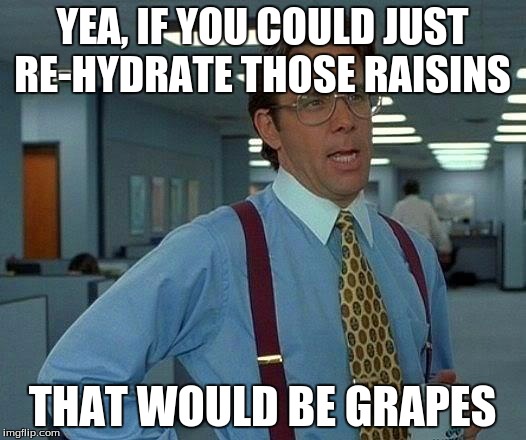 YEA, IF YOU COULD JUST
RE-HYDRATE THOSE RAISINS
THAT WOULD BE GRAPES
imgflip.com